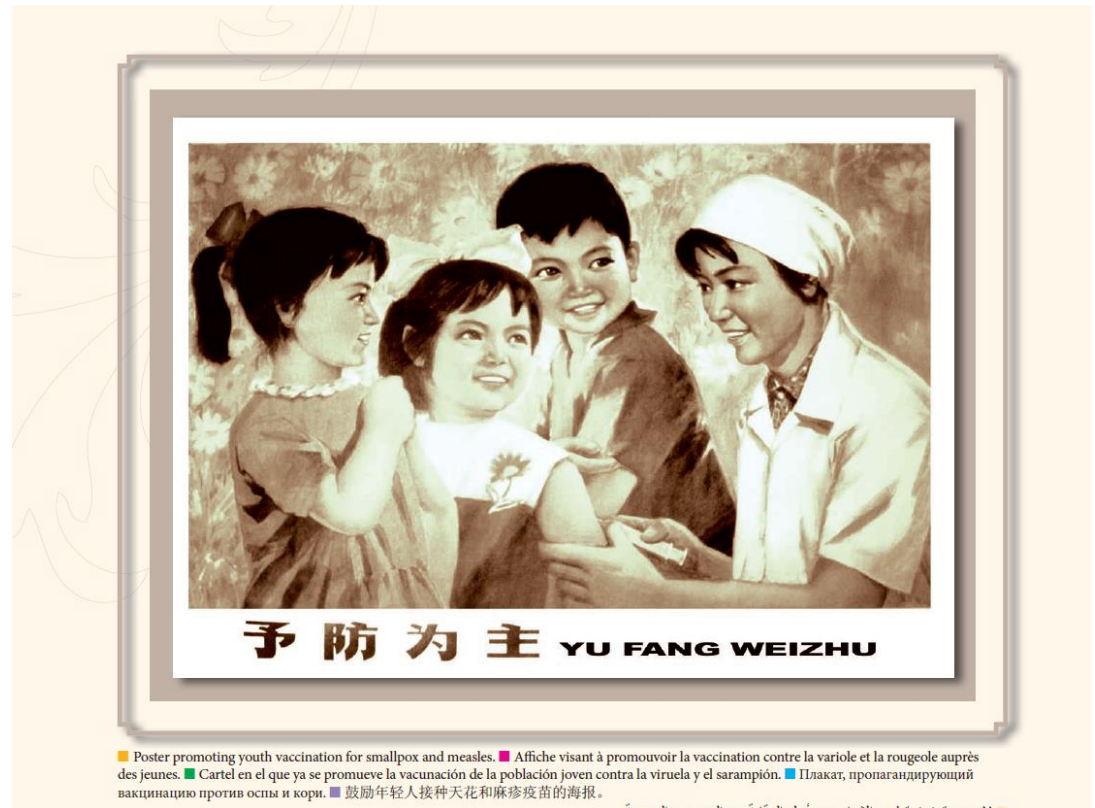 予防为主 YU FANG WEIZHU
■ Poster promoting youth vaccination for smallpox and measles. ■ Affiche visant à promouvoir la vaccination contre la variole et la rougeole auprès
des jeunes. ■ Cartel en el que ya se promueve la vacunación de la población joven contra la viruela y el sarampión. ■ Плакат, пропагандирующий
вакцинацию против оспы и кори. ■ 鼓励年轻人接种天花和麻疹疫苗的海报。